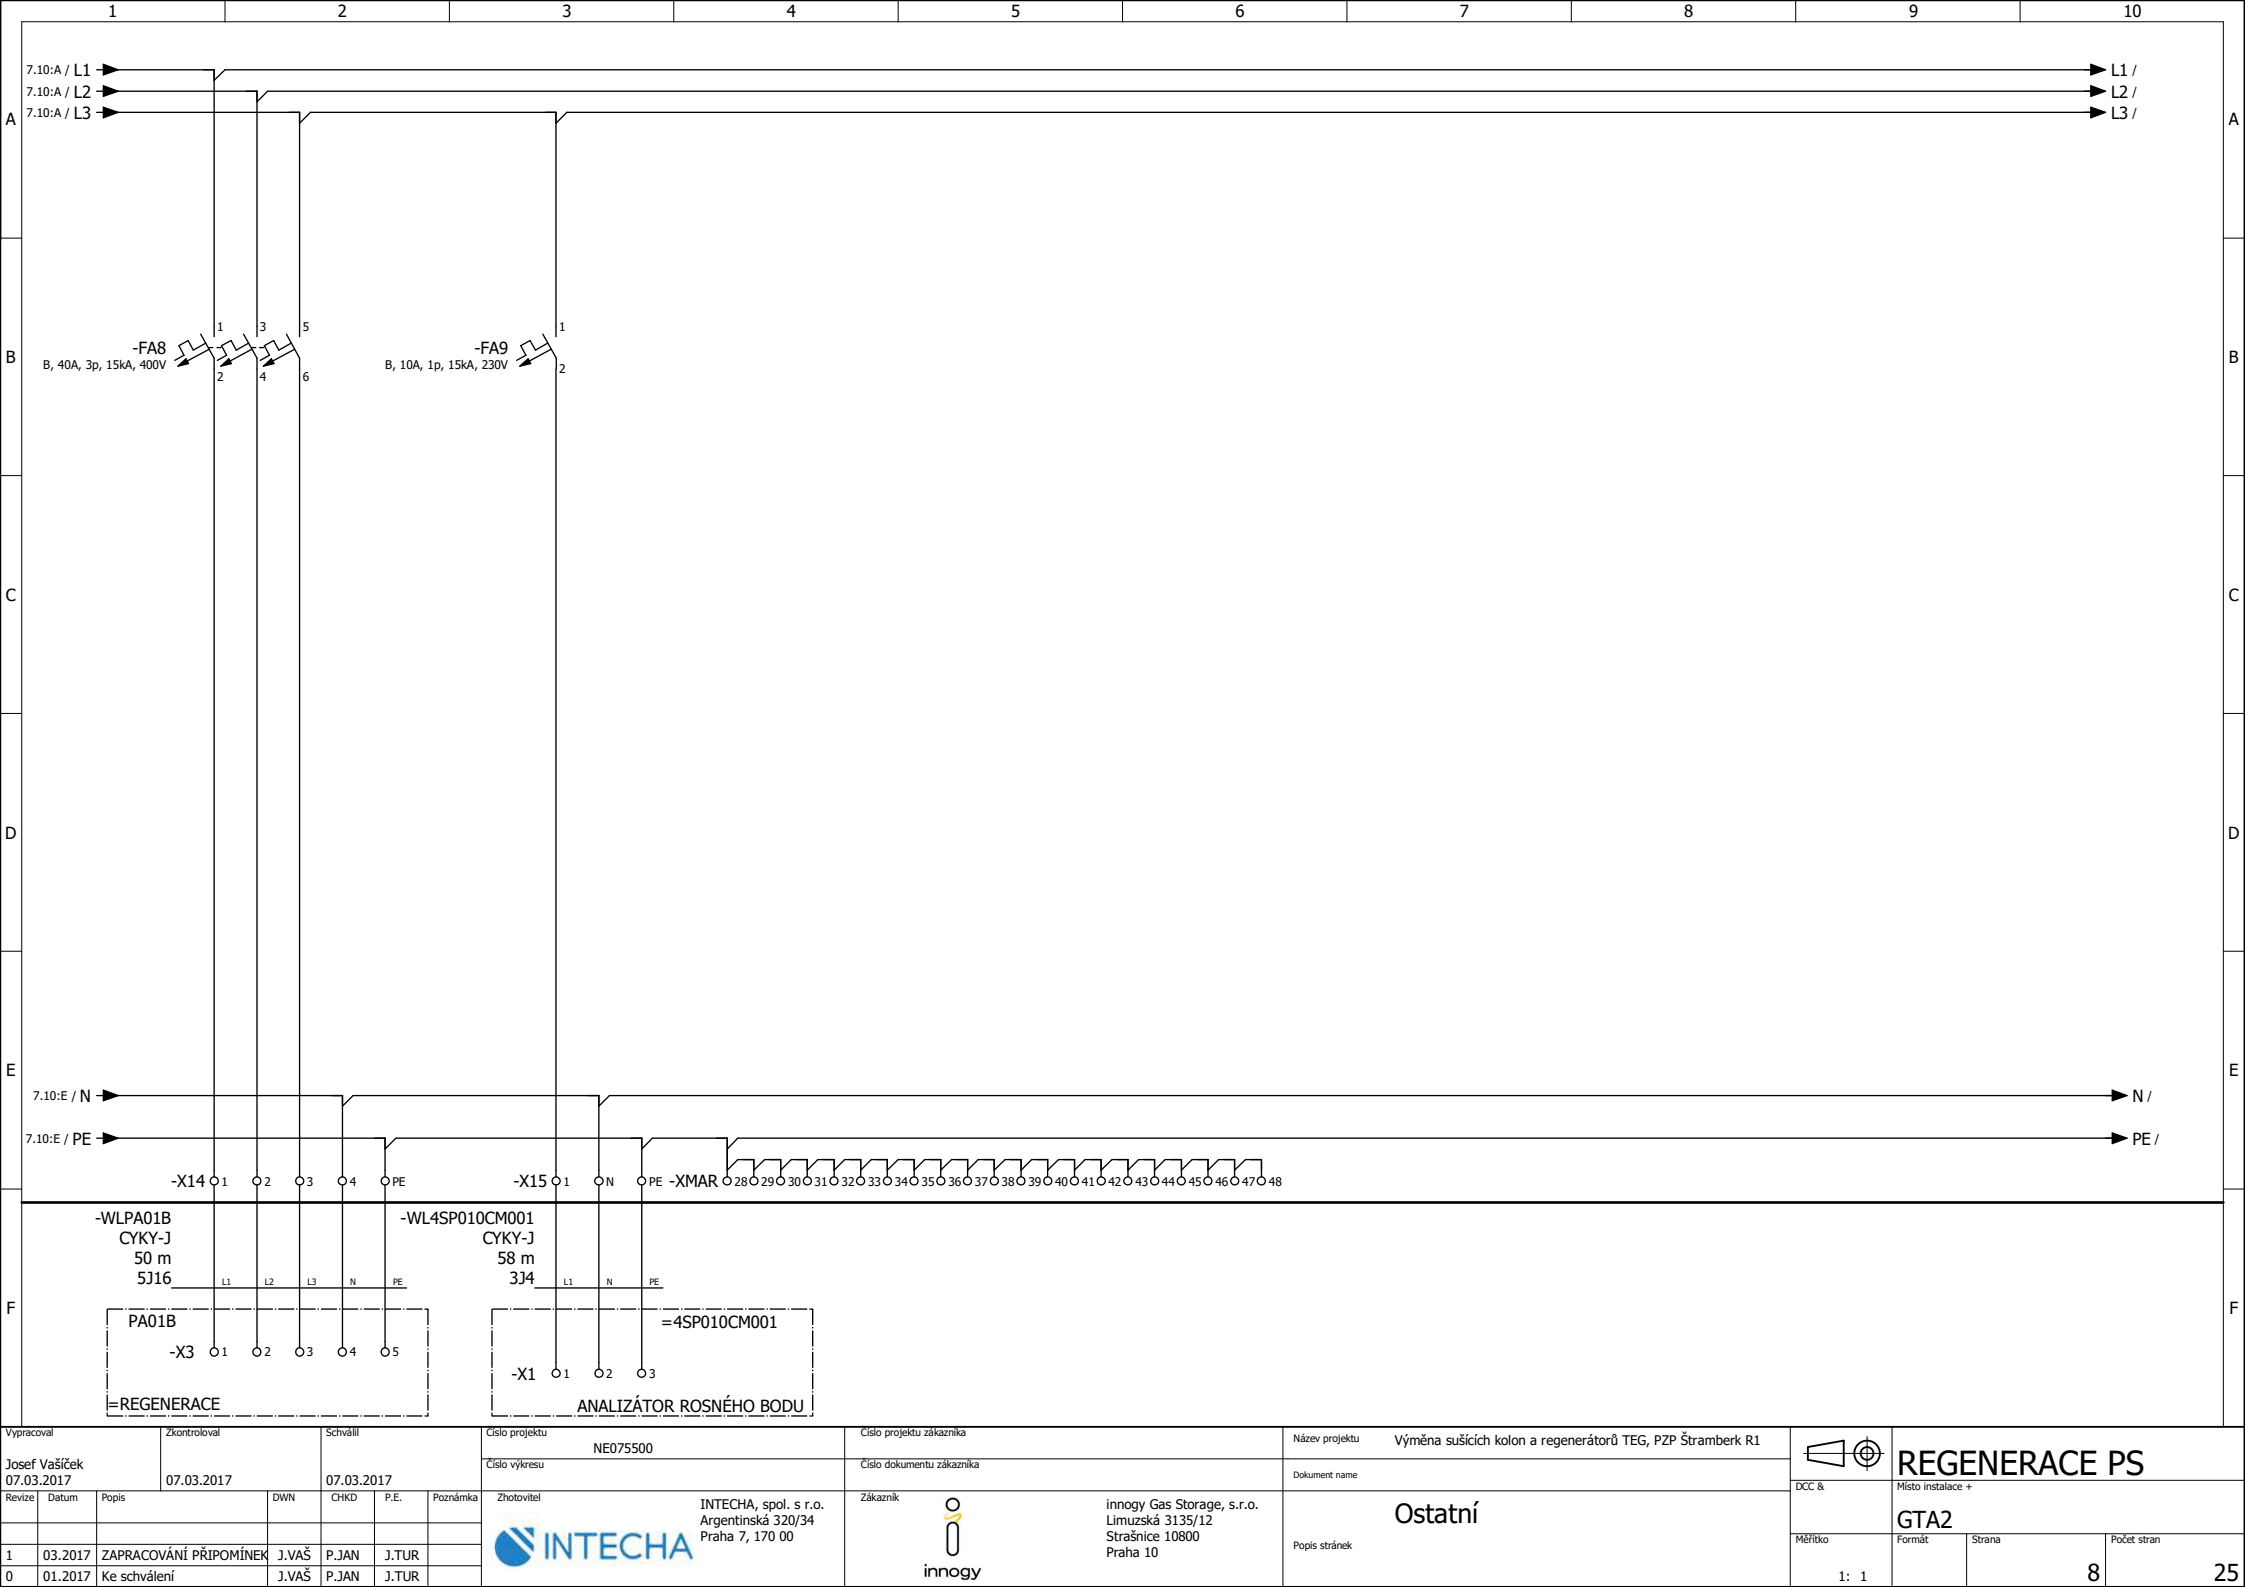 1 2 3 4 5 6 7 8 9 10
7.10:A / L1
L1 /
7.10:A / L2
L2 /
7.10:A / L3
L3 /
A
A
1 3 5
1
-FA8
B, 40A, 3p, 15kA, 400V
2 4 6
-FA9
B, 10A, 1p, 15kA, 230V
2
B
B
C
C
D
D
E
E
7.10:E / N
N /
7.10:E / PE
PE /
-X14 1 2 3 4 PE
-X15 1 N PE
-XMAR 28 29 30 31 32 33 34 35 36 37 38 39 40 41 42 43 44 45 46 47 48
-WLPA01B
CYKY-J
50 m
5J16
L1 L2 L3 N PE
-WL4SP010CM001
CYKY-J
58 m
3J4
L1 N PE
F
F
PA01B
-X3 1 2 3 4 5
=REGENERACE
=4SP010CM001
-X1 1 2 3
ANALIZÁTOR ROSNÉHO BODU
Vypracoval
Josef Vašíček
07.03.2017
Zkontroloval
07.03.2017
Schválil
07.03.2017
Revize Datum Popis DWN CHKD P.E. Poznámka
1 03.2017 ZAPRACOVÁNÍ PŘIPOMÍNEK J.VAŠ P.JAN J.TUR
0 01.2017 Ke schválení J.VAŠ P.JAN J.TUR
Číslo projektu
NE075500
Číslo výkresu
Zhotovitel
INTECHA
INTECHA, spol. s r.o.
Argentinská 320/34
Praha 7, 170 00
Číslo projektu zákazníka
Číslo dokumentu zákazníka
Zákazník
innogy
innogy Gas Storage, s.r.o.
Limuzská 3135/12
Strašnice 10800
Praha 10
Název projektu
Výměna sušících kolon a regenerátorů TEG, PZP Štramberk R1
Dokument name
Popis stránek
Ostatní
REGENERACE PS
DCC &
Místo instalace +
GTA2
Měřítko
1: 1
Formát
Strana
8
Počet stran
25